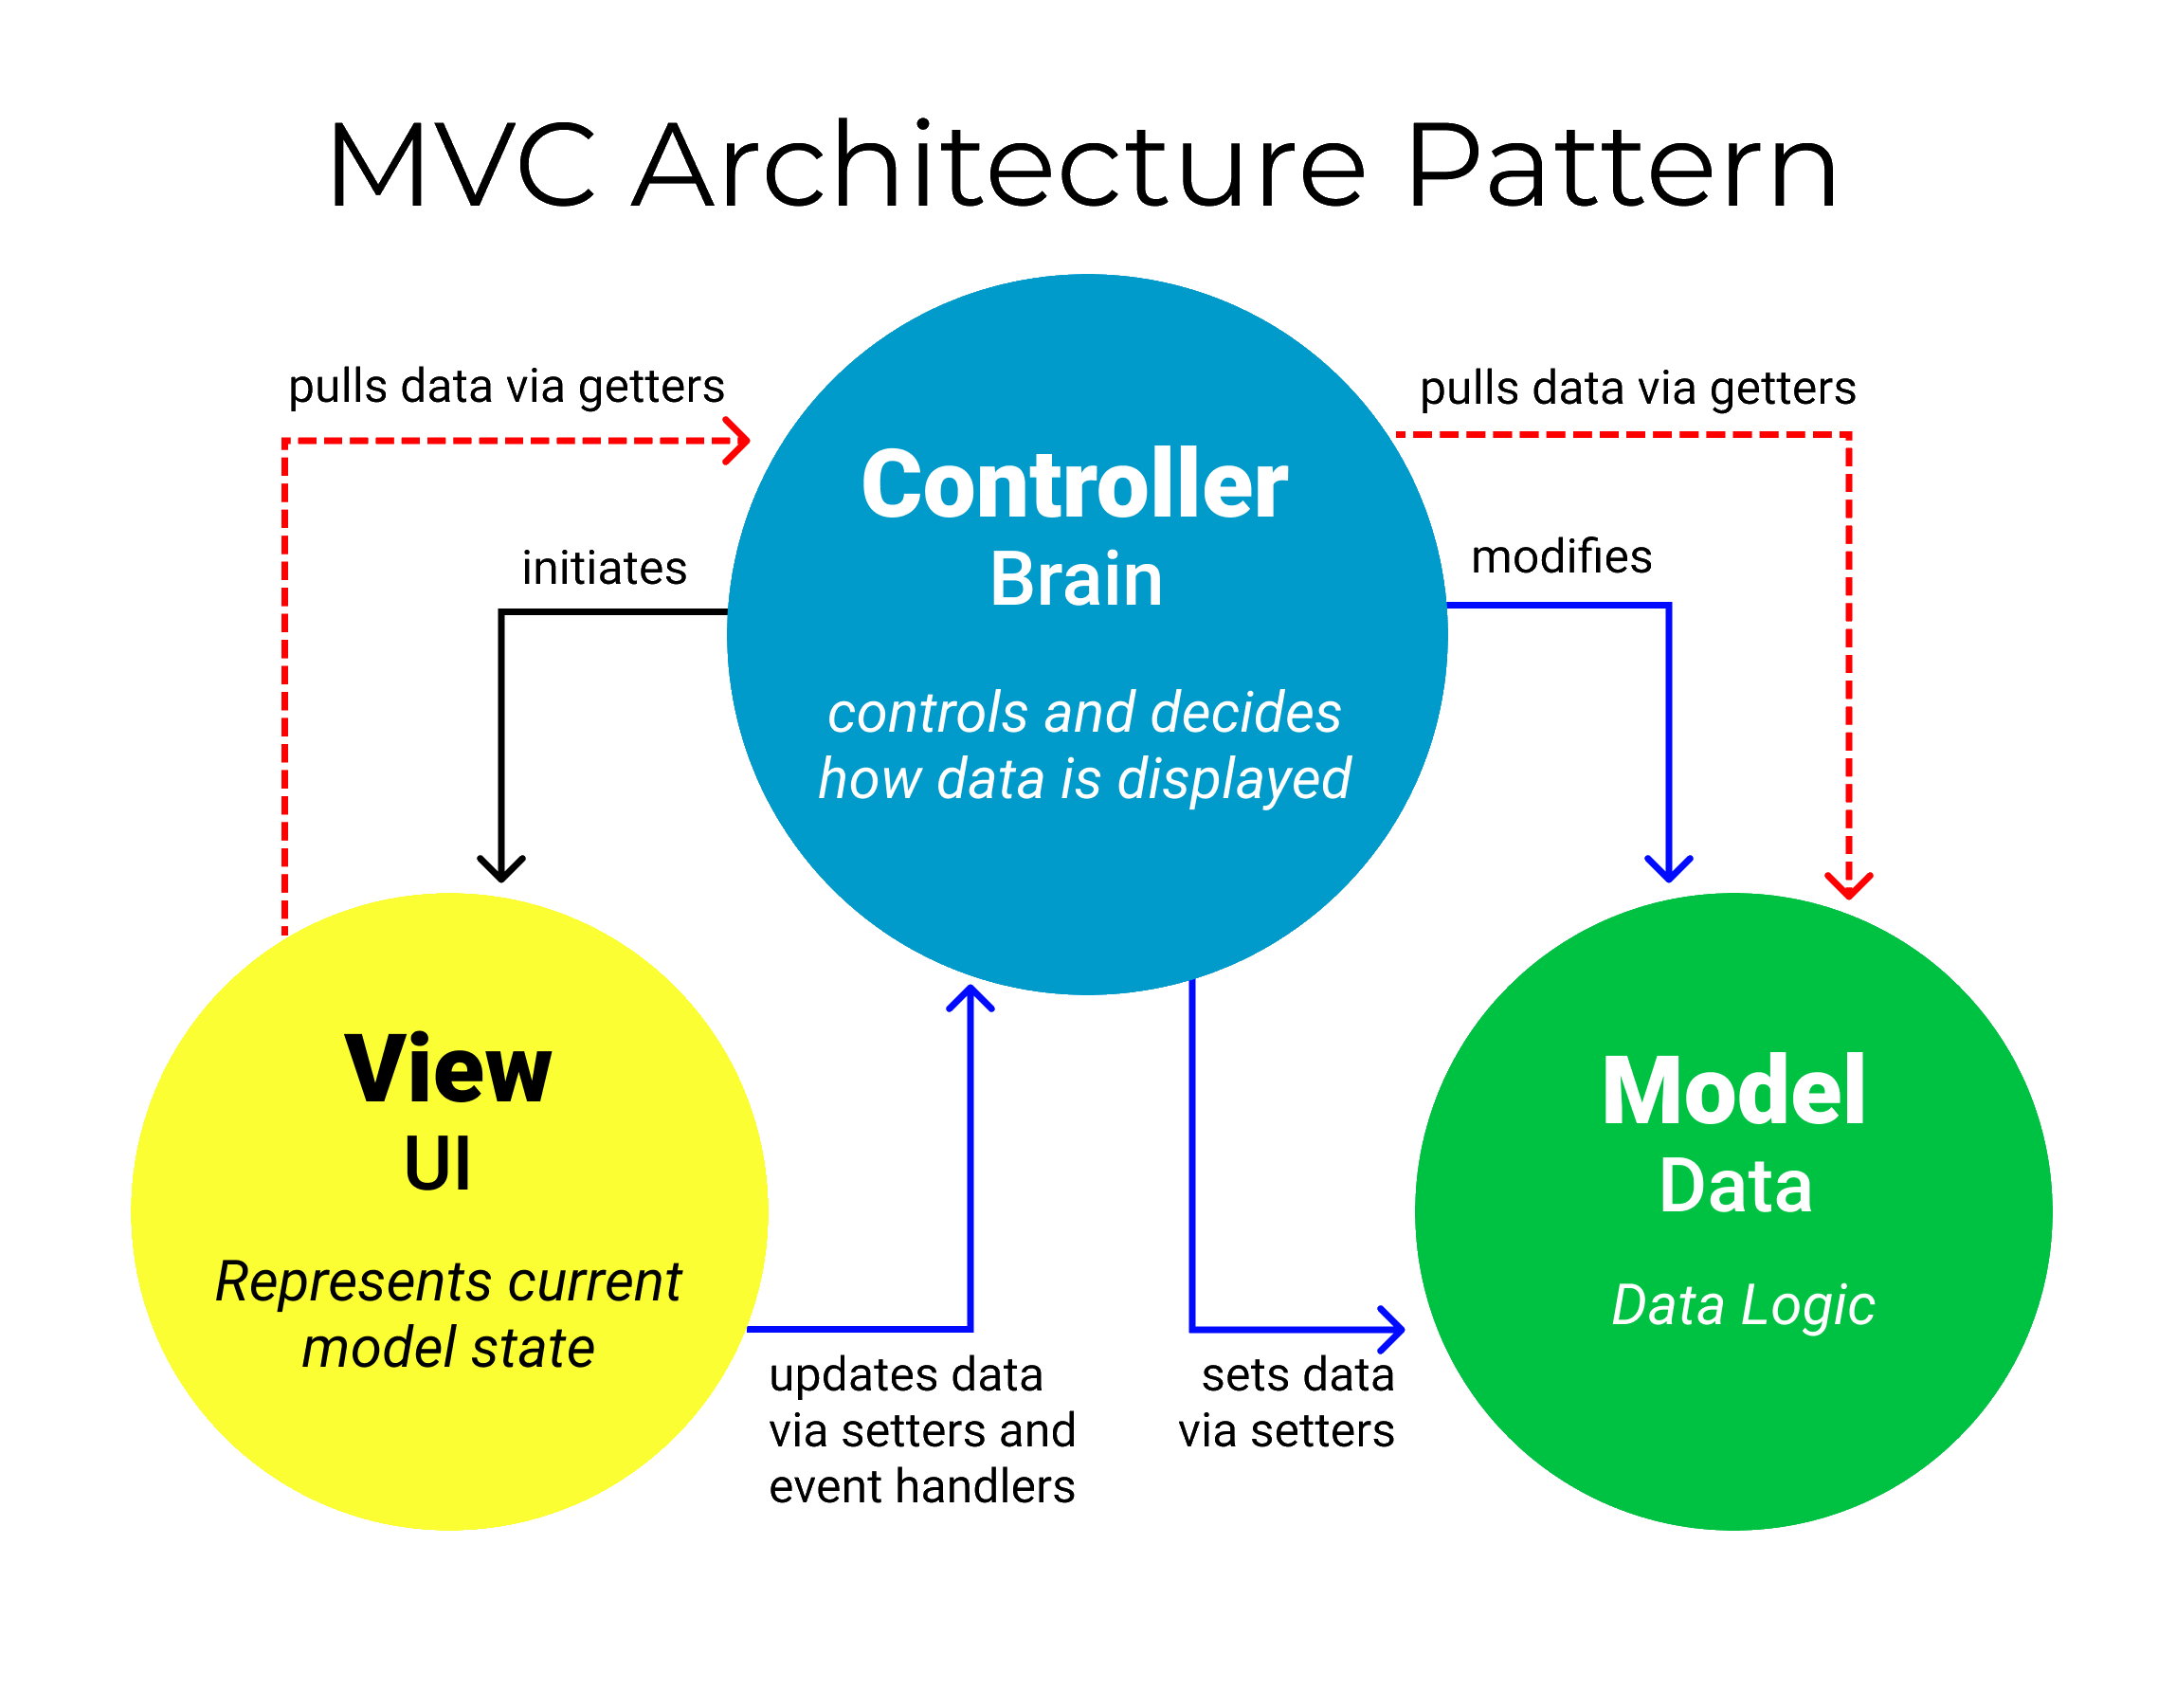 MVC Architecture Pattern
pulls data via getters
pulls data via getters
Controller
Brain
controls and decides
how data is displayed
initiates
modifies
View
UI
Represents current
model state
Model
Data
Data Logic
updates data
via setters and
event handlers
sets data
via setters